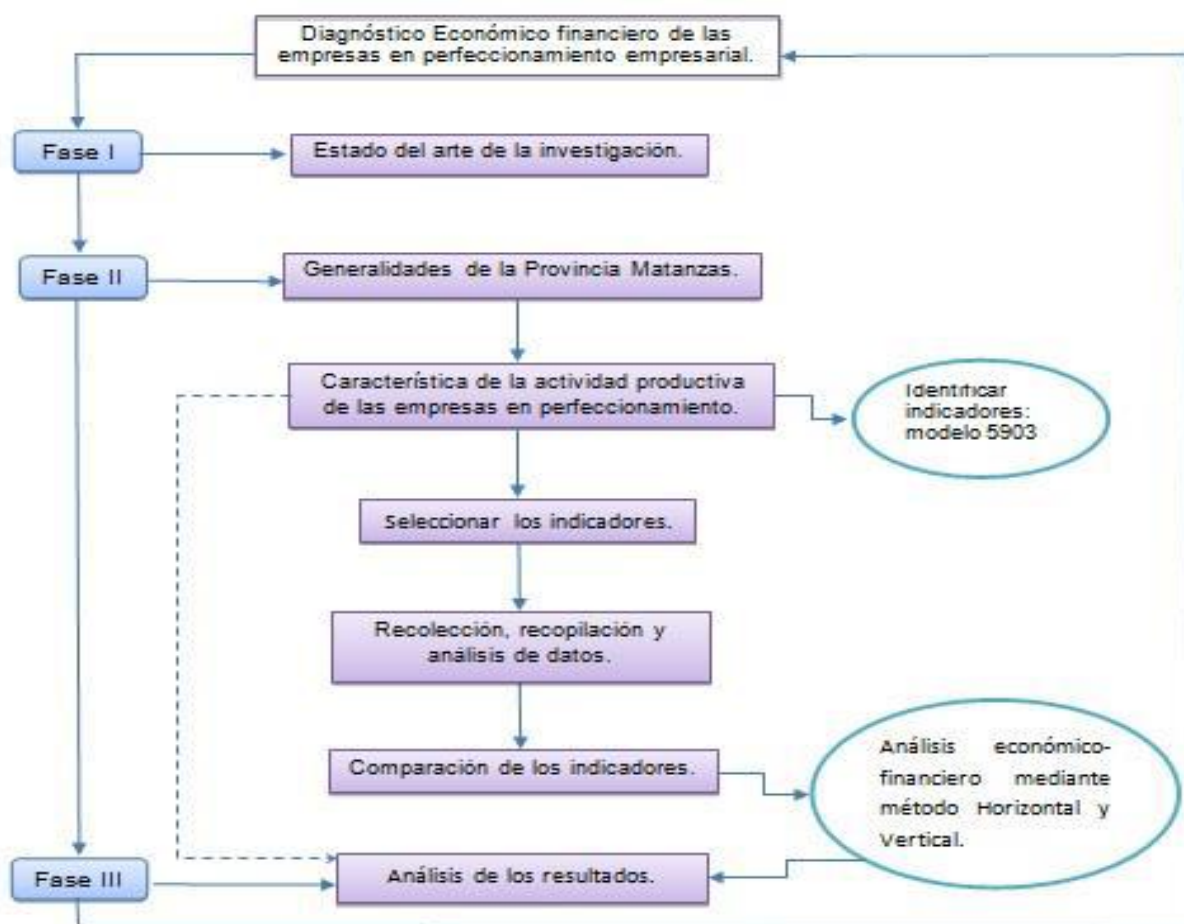 Diagnóstico Económico financiero de las
empresas en perfeccionamiento empresarial.
Fase I
Estado del arte de la investigación.
Fase II
Generalidades de la Provincia Matanzas.
Característica de la actividad productiva
de las empresas en perfeccionamiento.
Identificar
indicadores:
modelo 5903
Seleccionar los indicadores.
Recolección, recopilación y
análisis de datos.
Comparación de los indicadores.
Análisis económico-
financiero mediante
método Horizontal y
Vertical.
Fase III
Análisis de los resultados.